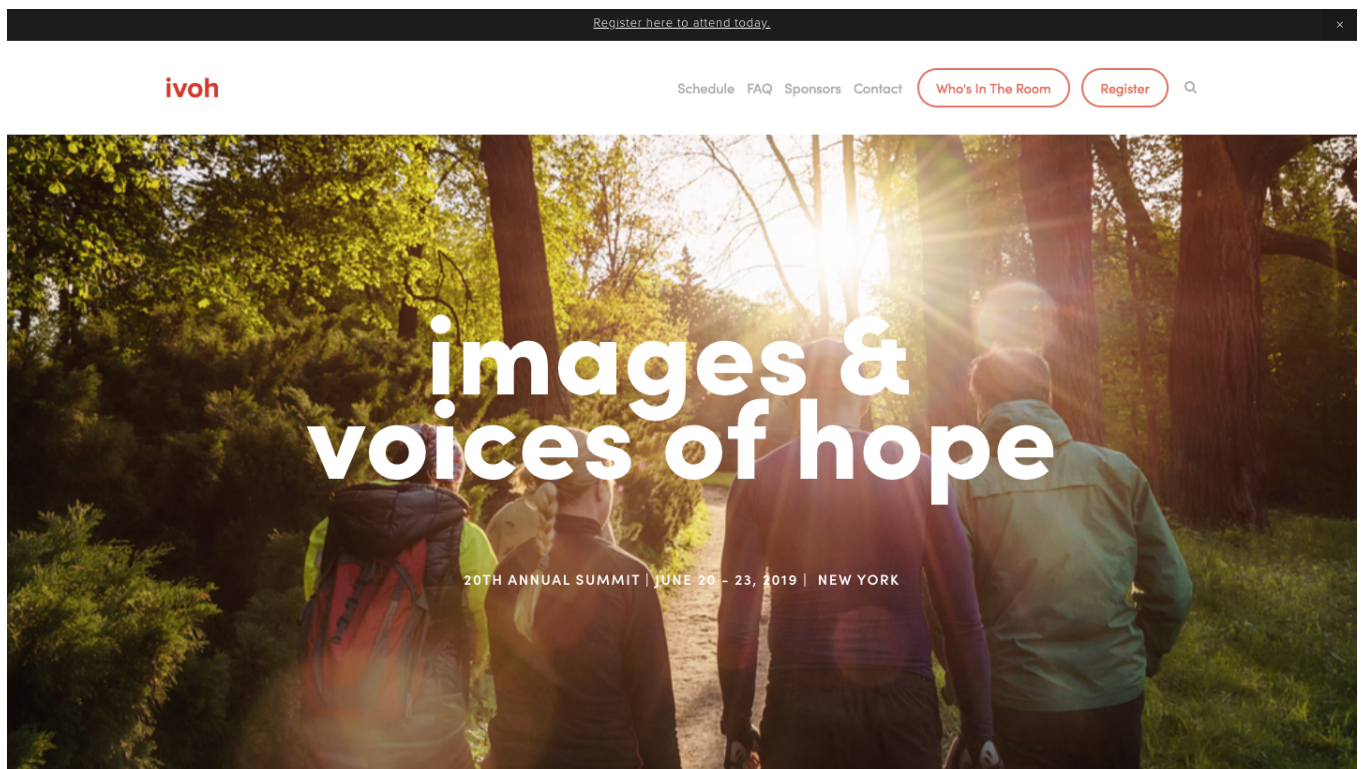 Register here to attend today.
×
ivoh
Schedule FAQ Sponsors Contact Who's In The Room Register
images &
voices of hope
20TH ANNUAL SUMMIT | JUNE 20 - 23, 2019 | NEW YORK